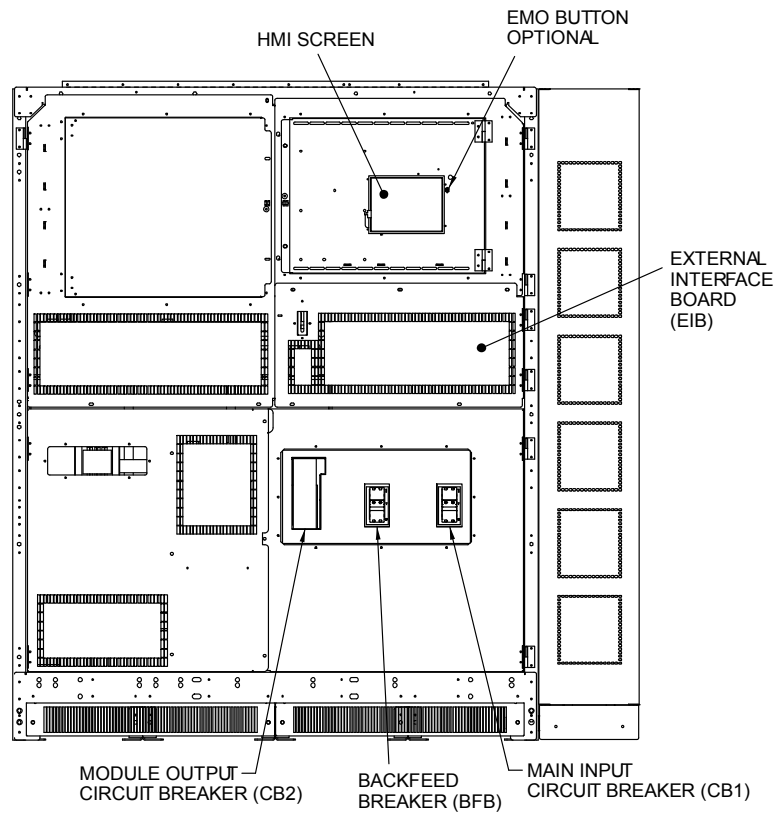 HMI SCREEN
EMO BUTTON
OPTIONAL
EXTERNAL
INTERFACE
BOARD
(EIB)
MODULE OUTPUT
CIRCUIT BREAKER (CB2)
BACKFEED
BREAKER (BFB)
MAIN INPUT
CIRCUIT BREAKER (CB1)